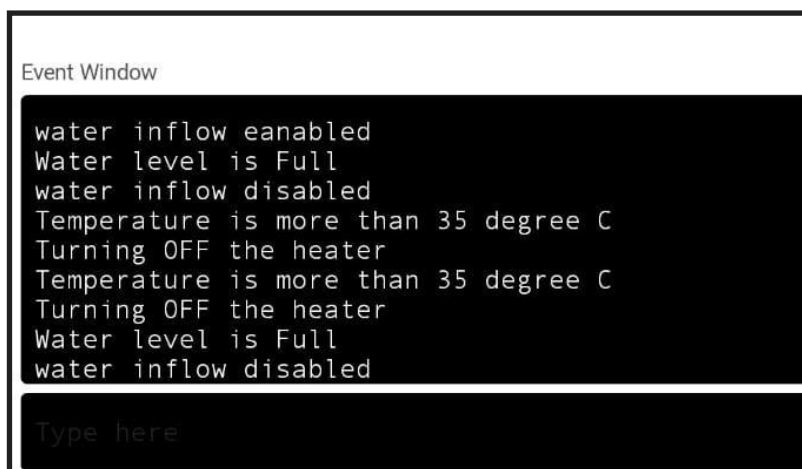 Event Window
water inflow eanabled
Water level is Full
water inflow disabled
Temperature is more than 35 degree C
Turning OFF the heater
Temperature is more than 35 degree C
Turning OFF the heater
Water level is Full
water inflow disabled
Type here